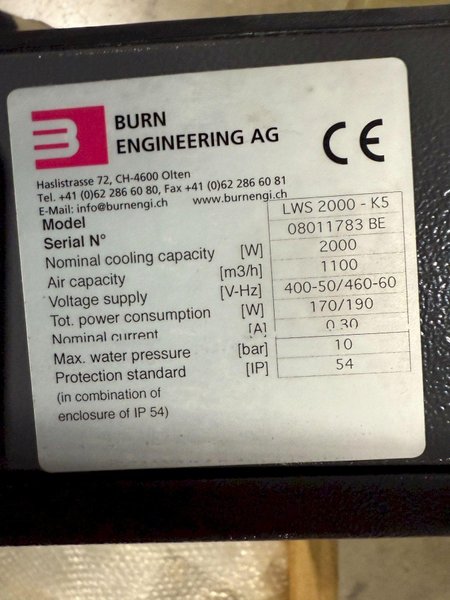 BURN
ENGINEERING AG
CE
Haslistrasse 72, CH-4600 Olten
Tel. +41 (0)62 286 60 80, Fax +41 (0)62 286 60 81
E-Mail: info@burnengi.ch www.burnengi.ch
Model LWS 2000 - K5
Serial N° 08011783 BE
Nominal cooling capacity [W] 2000
Air capacity [m3/h] 1100
Voltage supply [V-Hz] 400-50/460-60
Tot. power consumption [W] 170/190
Nominal current [A] 0.30
Max. water pressure [bar] 10
Protection standard [IP] 54
(in combination of
enclosure of IP 54)